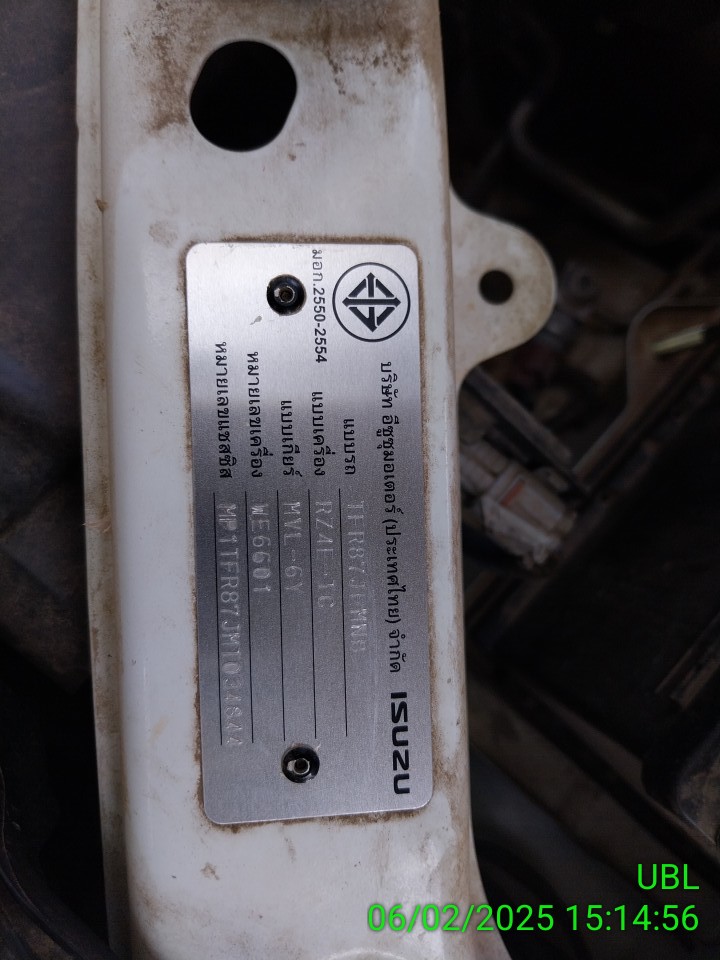 มอก.2550-2554
บริษัท อีซูซุมอเตอร์ (ประเทศไทย) จำกัด ISUZU
แบบรถ
แบบเครื่อง RZ4E-TC
แบบเกียร์ MVL-6Y
หมายเลขเครื่อง WE6601
หมายเลขแชสซิส
UBL
06/02/2025 15:14:56